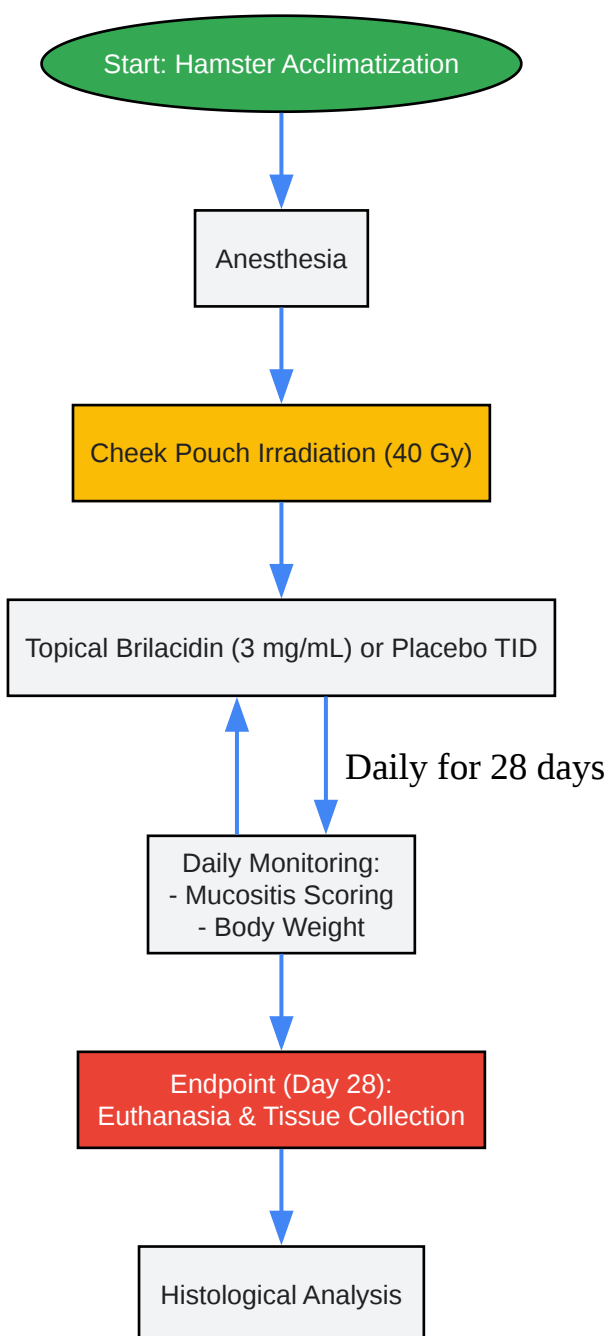 Start: Hamster Acclimatization
Anesthesia
Cheek Pouch Irradiation (40 Gy)
Topical Brilacidin (3 mg/mL) or Placebo TID
Daily for 28 days
Daily Monitoring:
- Mucositis Scoring
- Body Weight
Endpoint (Day 28):
Euthanasia & Tissue Collection
Histological Analysis